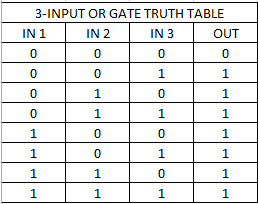 3-INPUT OR GATE TRUTH TABLE
IN 1 IN 2 IN 3 OUT
0 0 0 0
0 0 1 1
0 1 0 1
0 1 1 1
1 0 0 1
1 0 1 1
1 1 0 1
1 1 1 1